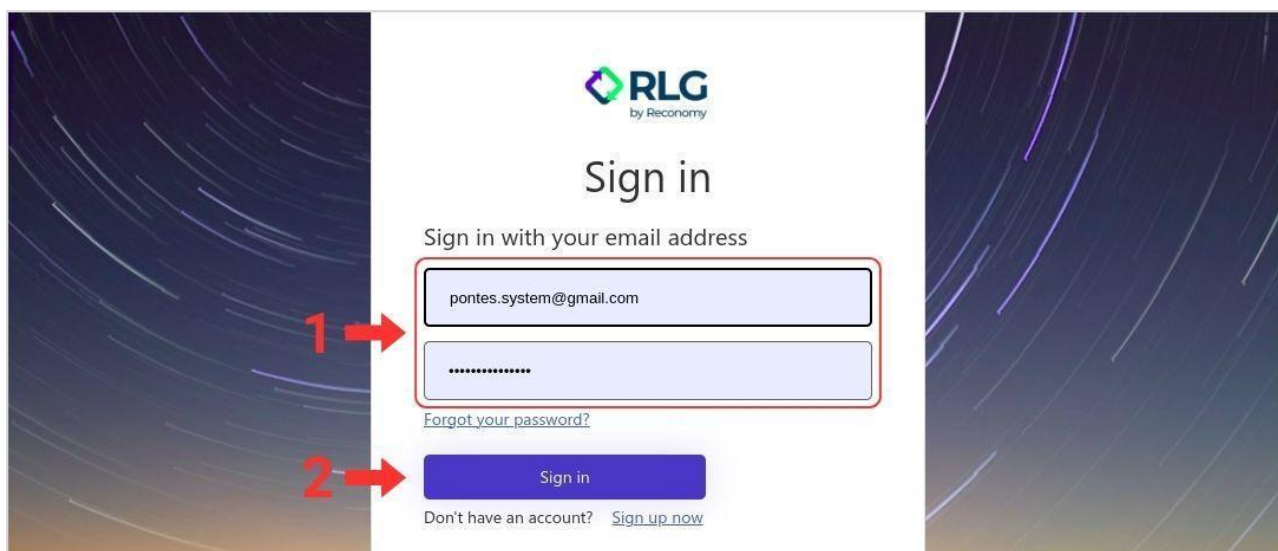 RLG
by Reconomy
Sign in
Sign in with your email address
pontes.system@gmail.com
1
•••••••••••••••
Forgot your password?
2
Sign in
Don't have an account? Sign up now